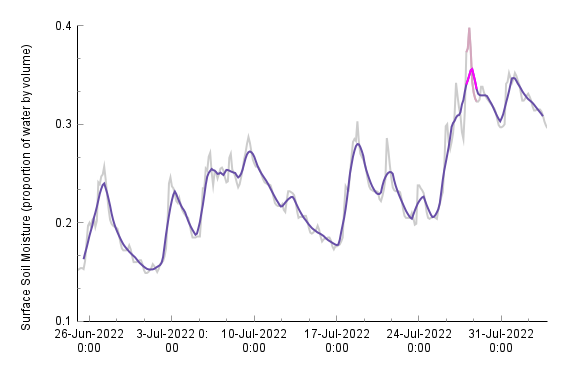 Surface Soil Moisture (proportion of water by volume)
0.4
0.3
0.2
0.1
26-Jun-2022
0:00
3-Jul-2022 0:
00
10-Jul-2022
0:00
17-Jul-2022
0:00
24-Jul-2022
0:00
31-Jul-2022
0:00